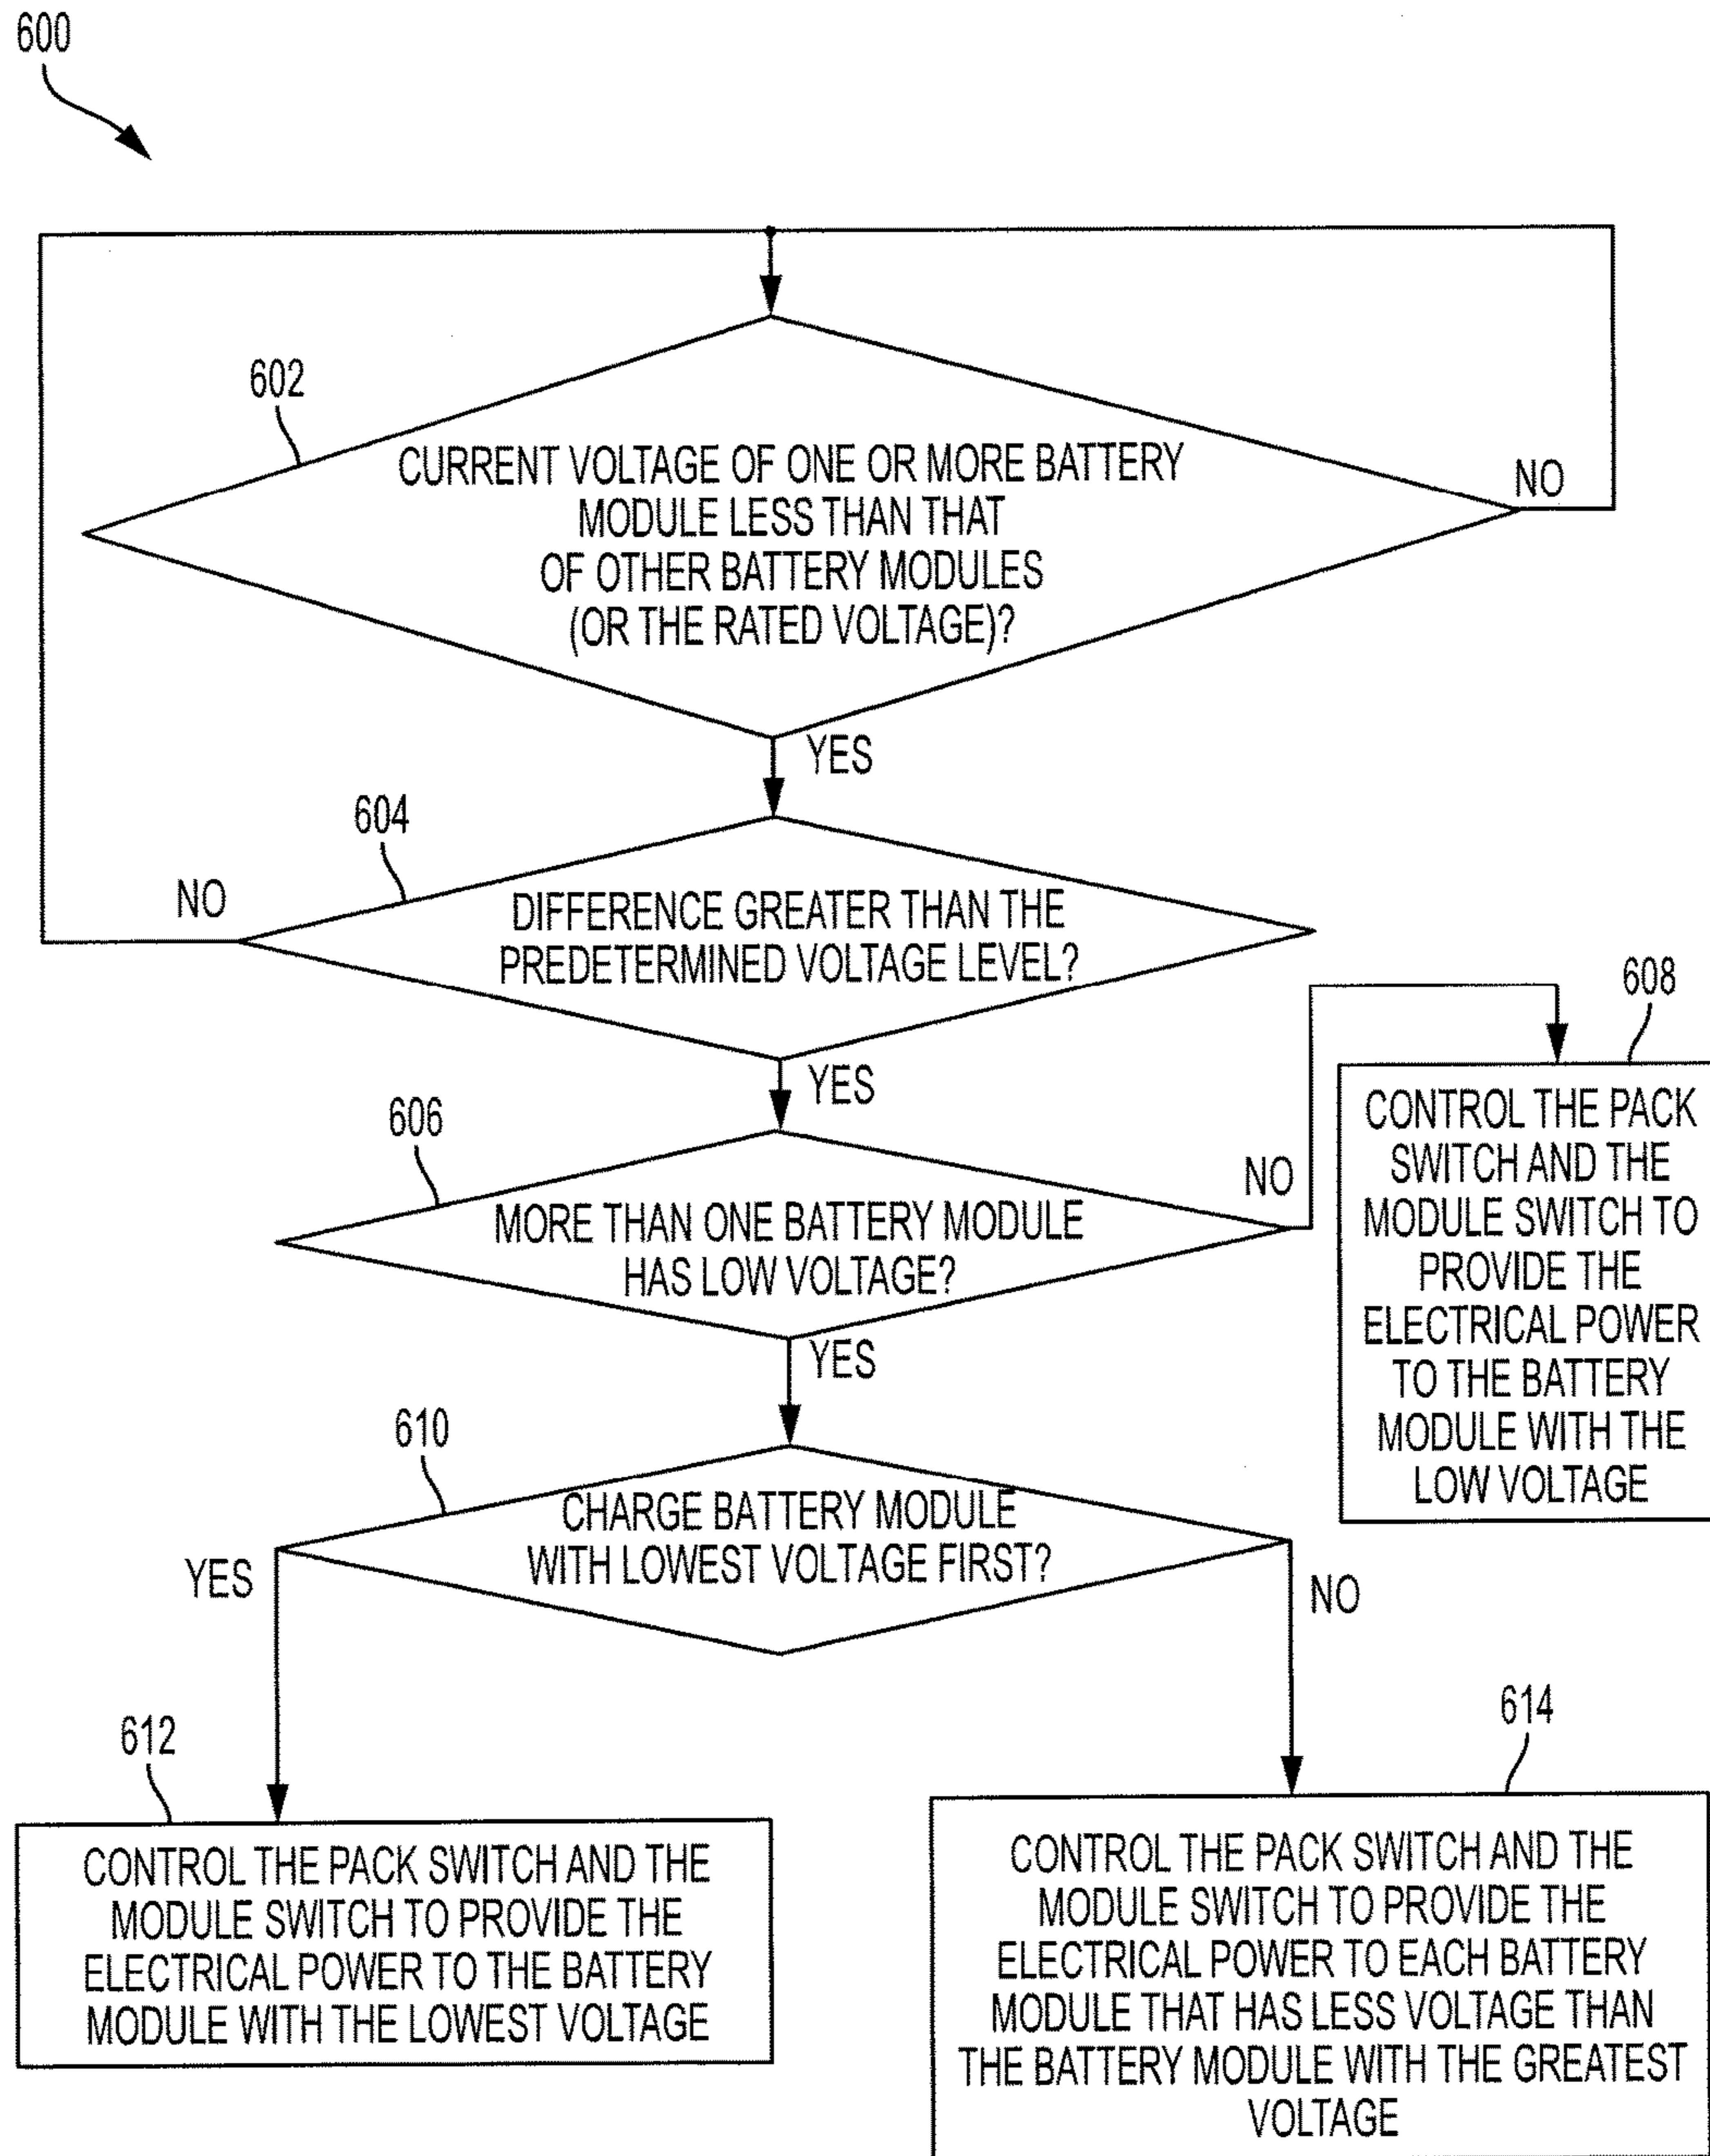 600
602
CURRENT VOLTAGE OF ONE OR MORE BATTERY
MODULE LESS THAN THAT
OF OTHER BATTERY MODULES
(OR THE RATED VOLTAGE)?
NO
YES
604
NO
DIFFERENCE GREATER THAN THE
PREDETERMINED VOLTAGE LEVEL?
YES
608
CONTROL THE PACK
SWITCH AND THE
MODULE SWITCH TO
PROVIDE THE
ELECTRICAL POWER
TO THE BATTERY
MODULE WITH THE
LOW VOLTAGE
606
NO
MORE THAN ONE BATTERY MODULE
HAS LOW VOLTAGE?
YES
610
CHARGE BATTERY MODULE
WITH LOWEST VOLTAGE FIRST?
YES
NO
612
CONTROL THE PACK SWITCH AND THE
MODULE SWITCH TO PROVIDE THE
ELECTRICAL POWER TO THE BATTERY
MODULE WITH THE LOWEST VOLTAGE
614
CONTROL THE PACK SWITCH AND THE
MODULE SWITCH TO PROVIDE THE
ELECTRICAL POWER TO EACH BATTERY
MODULE THAT HAS LESS VOLTAGE THAN
THE BATTERY MODULE WITH THE GREATEST
VOLTAGE